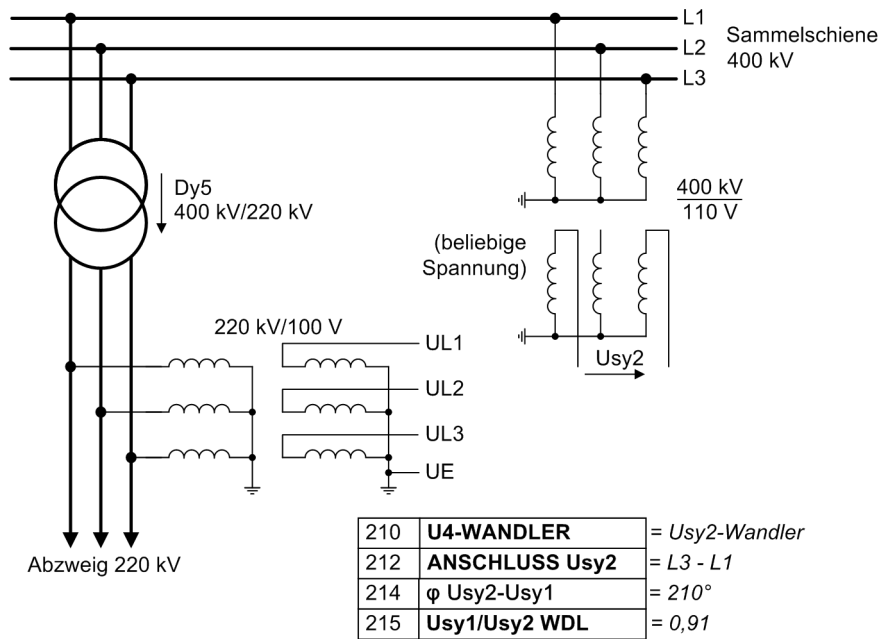 L1
L2
L3
Sammelschiene
400 kV
Dy5
400 kV/220 kV
400 kV
110 V
(beliebige
Spannung)
Usy2
220 kV/100 V
UL1
UL2
UL3
UE
Abzweig 220 kV
210 U4-WANDLER = Usy2-Wandler
212 ANSCHLUSS Usy2 = L3 - L1
214 φ Usy2-Usy1 = 210°
215 Usy1/Usy2 WDL = 0,91